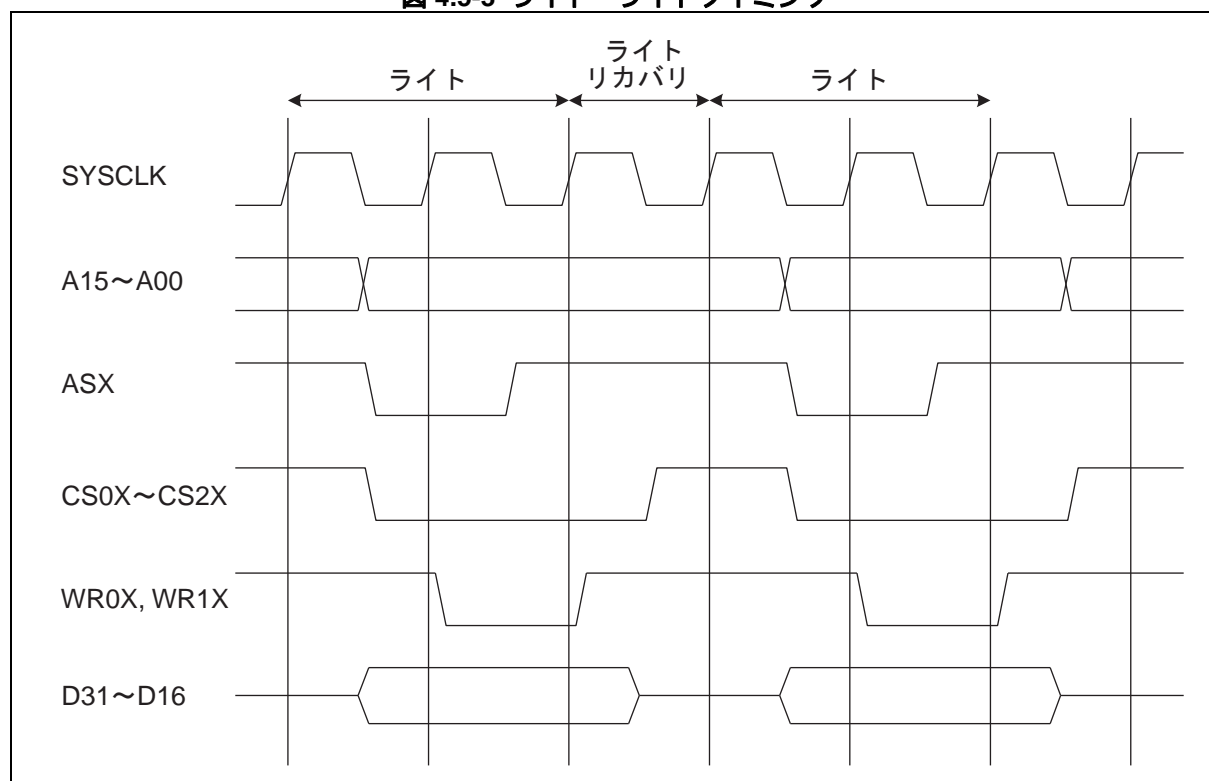 ライト
ライト
リカバリ
ライト
SYSCLK
A15～A00
ASX
CS0X～CS2X
WR0X, WR1X
D31～D16